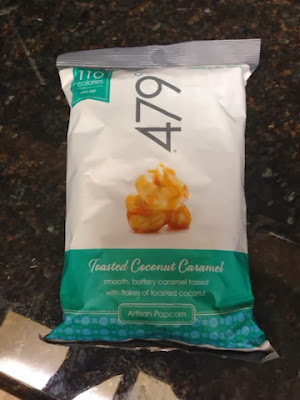 110
calories
479°
Toasted Coconut Caramel
smooth, buttery caramel tossed
with flakes of toasted coconut
Artisan Popcorn